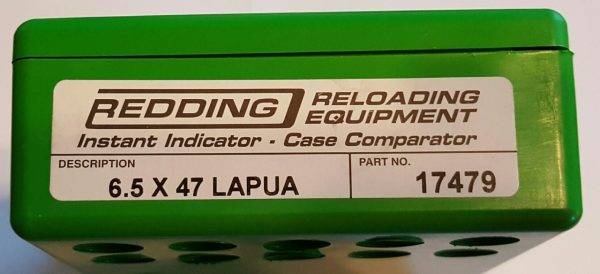 REDDING RELOADING EQUIPMENT
Instant Indicator - Case Comparator
DESCRIPTION PART NO.
6.5 X 47 LAPUA 17479